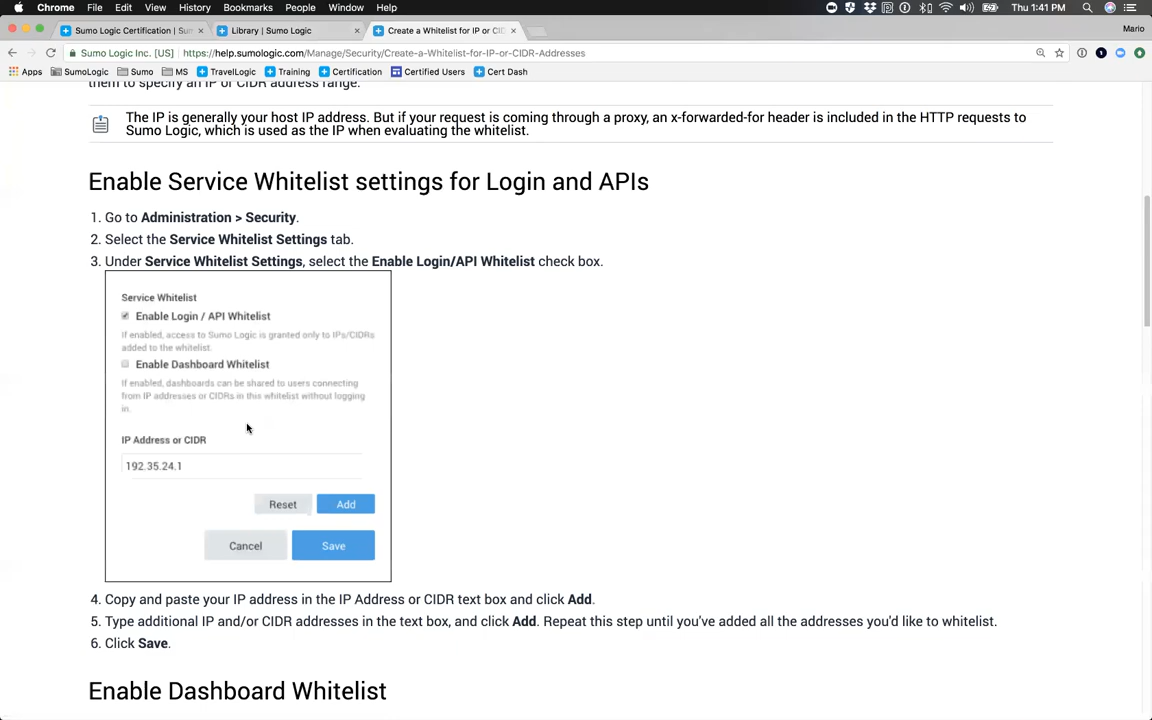 Chrome File Edit View History Bookmarks People Window Help Thu 1:41 PM
Sumo Logic Certification | Sum × Library | Sumo Logic × Create a Whitelist for IP or CID × Mario
Sumo Logic Inc. [US] https://help.sumologic.com/Manage/Security/Create-a-Whitelist-for-IP-or-CIDR-Addresses
Apps SumoLogic Sumo MS TravelLogic Training Certification Certified Users Cert Dash
them to specify an IP or CIDR address range.
The IP is generally your host IP address. But if your request is coming through a proxy, an x-forwarded-for header is included in the HTTP requests to
Sumo Logic, which is used as the IP when evaluating the whitelist.
Enable Service Whitelist settings for Login and APIs
1. Go to Administration > Security.
2. Select the Service Whitelist Settings tab.
3. Under Service Whitelist Settings, select the Enable Login/API Whitelist check box.
Service Whitelist
Enable Login / API Whitelist
If enabled, access to Sumo Logic is granted only to IPs/CIDRs
added to the whitelist.
Enable Dashboard Whitelist
If enabled, dashboards can be shared to users connecting
from IP addresses or CIDRs in this whitelist without logging
in.
IP Address or CIDR
192.35.24.1
Reset Add
Cancel Save
4. Copy and paste your IP address in the IP Address or CIDR text box and click Add.
5. Type additional IP and/or CIDR addresses in the text box, and click Add. Repeat this step until you've added all the addresses you'd like to whitelist.
6. Click Save.
Enable Dashboard Whitelist